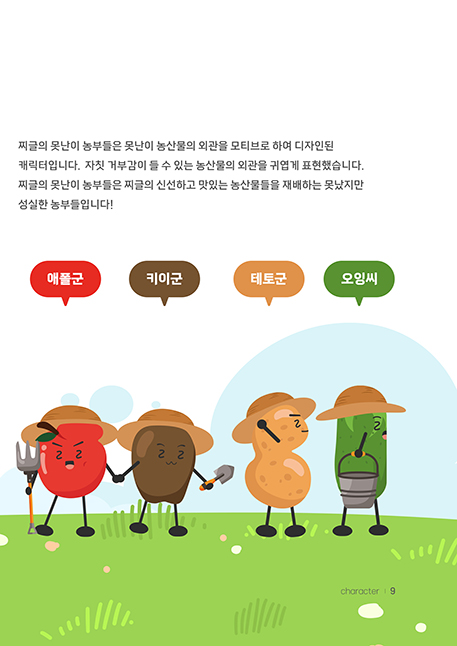 찌글의 못난이 농부들은 못난이 농산물의 외관을 모티브로 하여 디자인된
캐릭터입니다. 자칫 거부감이 들 수 있는 농산물의 외관을 귀엽게 표현했습니다.
찌글의 못난이 농부들은 찌글의 신선하고 맛있는 농산물들을 재배하는 못났지만
성실한 농부들입니다!
애플군
키이군
테토군
오잉씨
character | 9